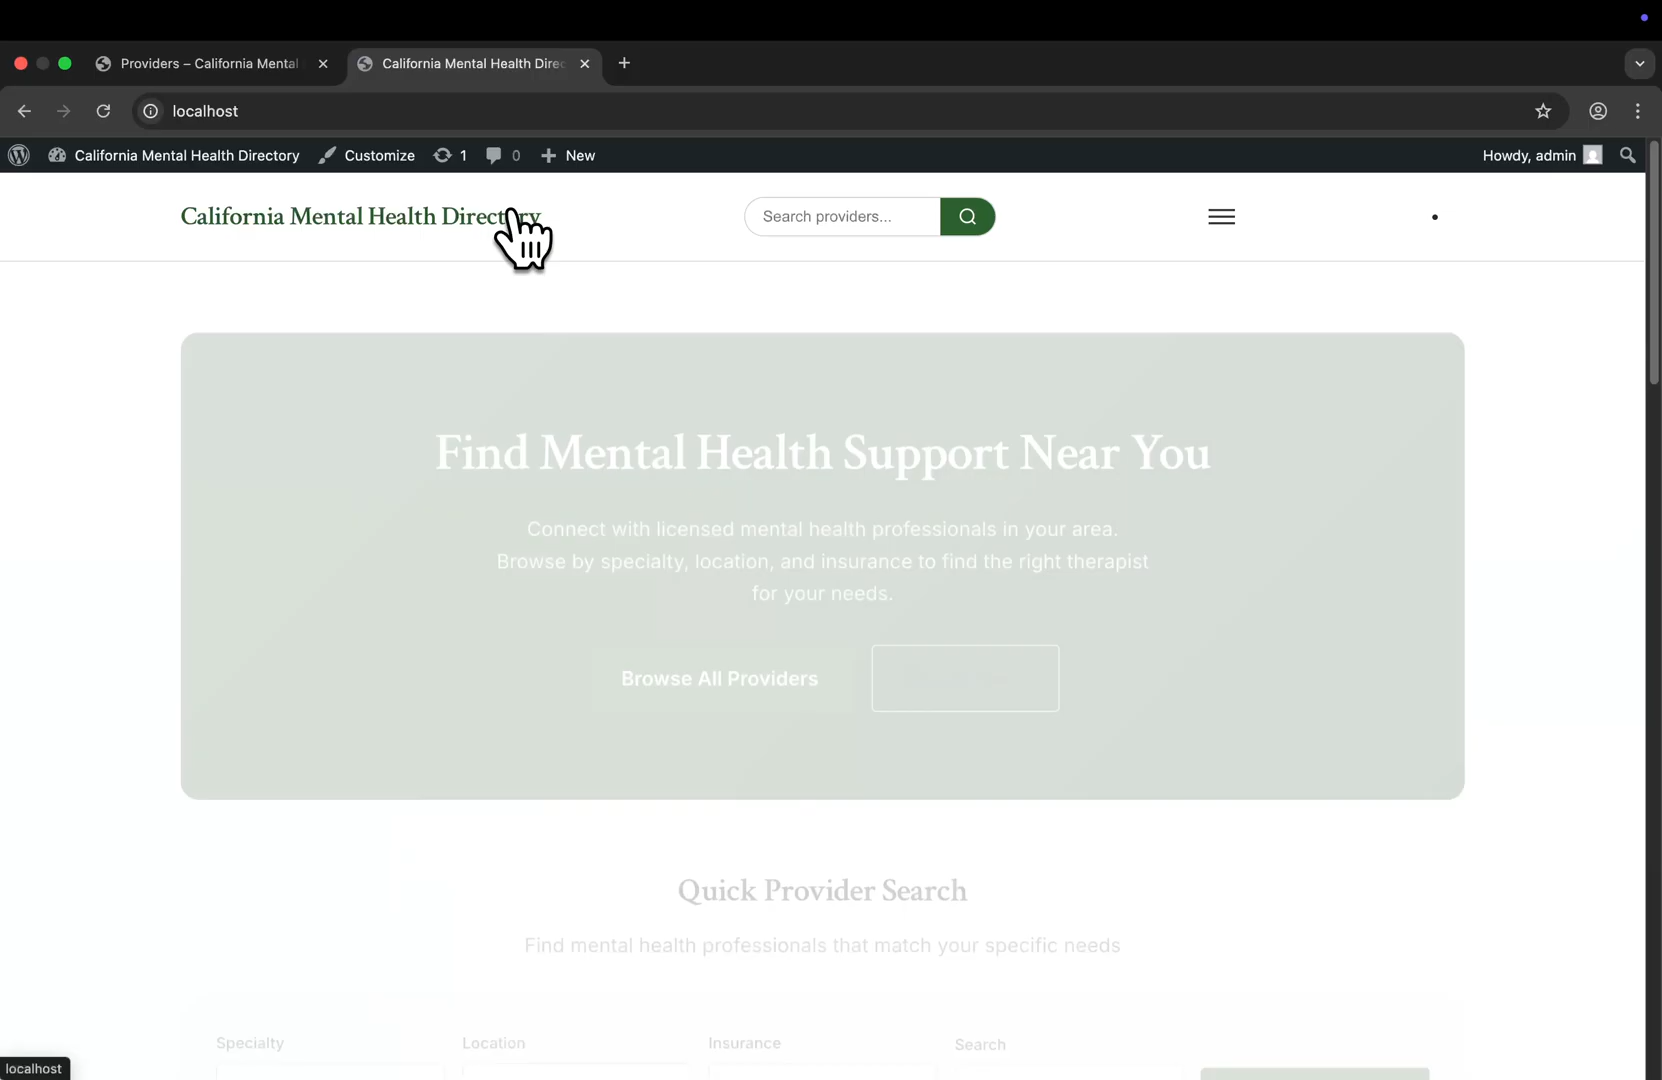 Providers – California Mental
California Mental Health Direc
localhost
California Mental Health Directory
Customize
1
0
New
Howdy, admin
California Mental Health Directory
Search providers...
Find Mental Health Support Near You
Connect with licensed mental health professionals in your area.
Browse by specialty, location, and insurance to find the right therapist
for your needs.
Browse All Providers
Quick Provider Search
Find mental health professionals that match your specific needs
Specialty
Location
Insurance
Search
localhost